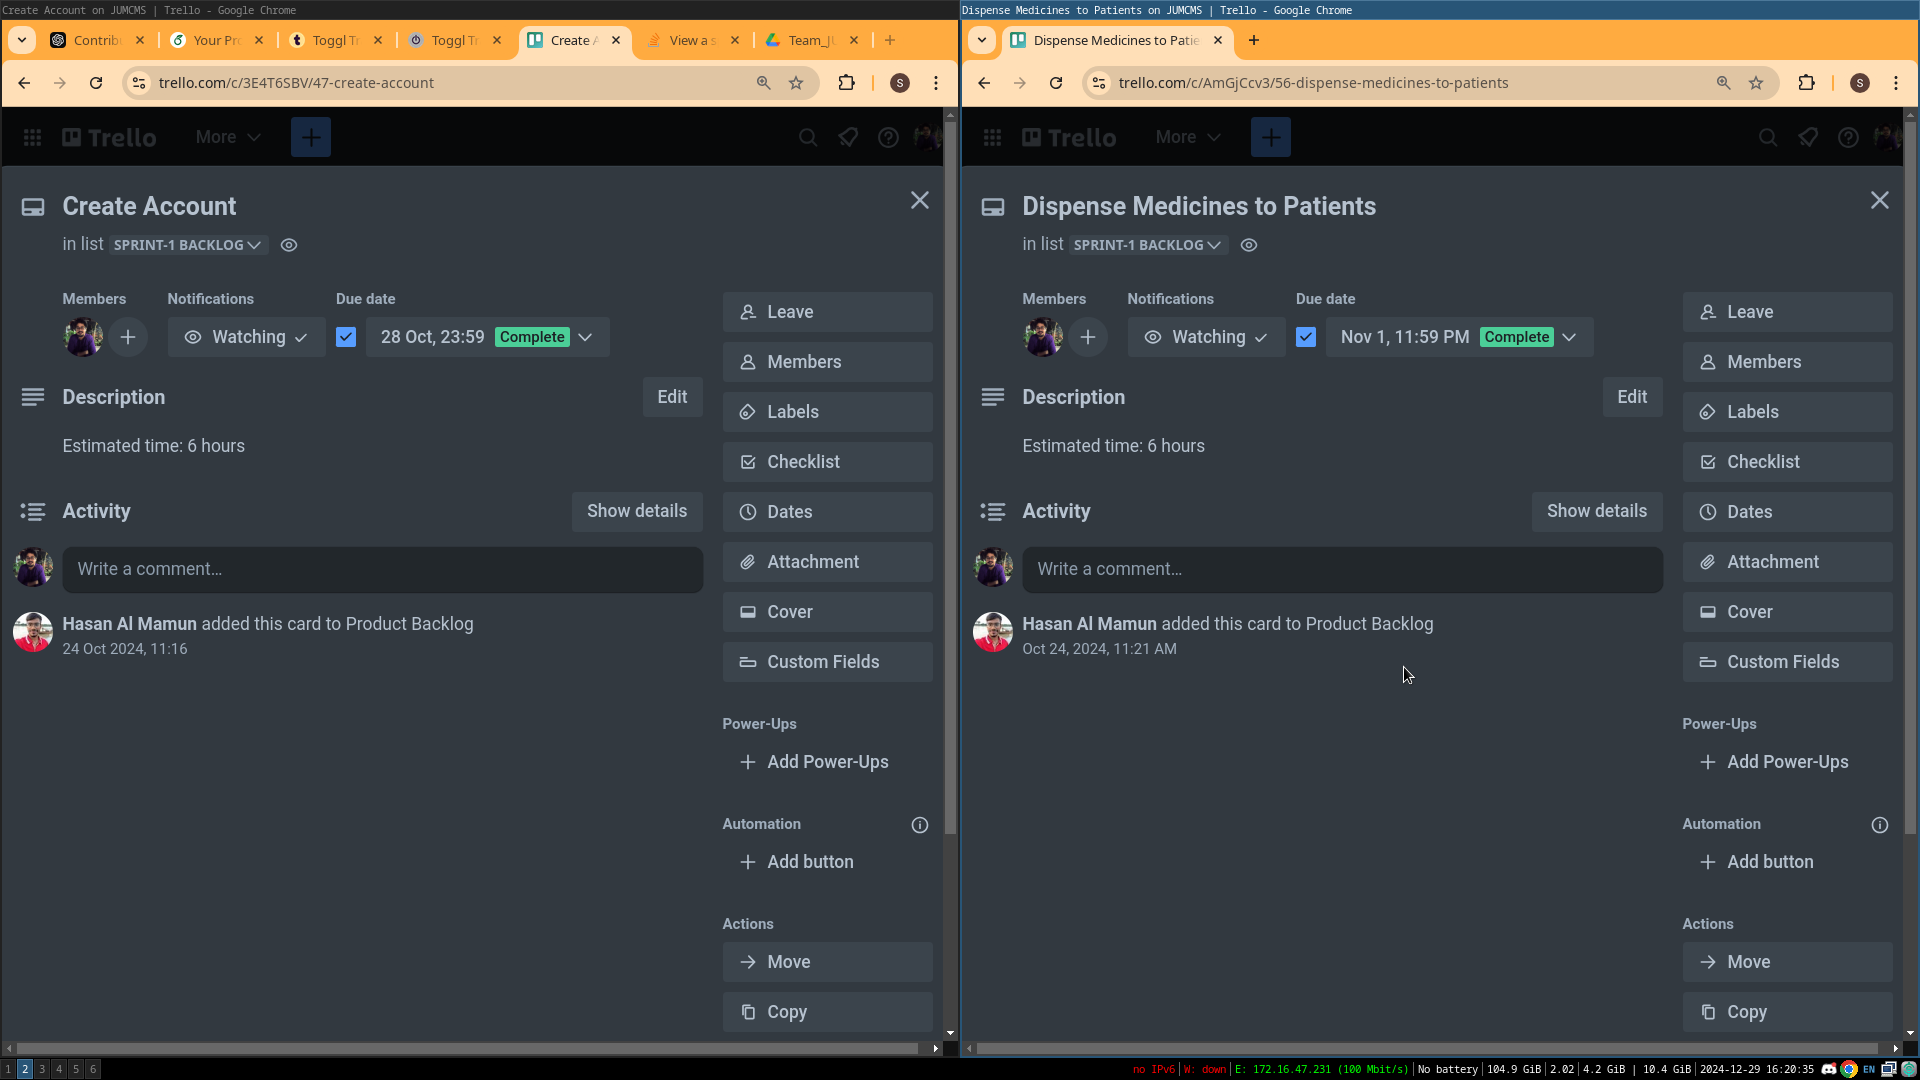 Create Account on JUMCMS | Trello - Google Chrome
Contrib
Your Pr
Toggl T
Toggl T
Create A
View a s
Team_J
trello.com/c/3E4T6SBV/47-create-account
S
Trello
More
Create Account
in list SPRINT-1 BACKLOG
Members
Notifications
Due date
Watching
28 Oct, 23:59 Complete
Description
Edit
Estimated time: 6 hours
Activity
Show details
Write a comment…
Hasan Al Mamun added this card to Product Backlog
24 Oct 2024, 11:16
Leave
Members
Labels
Checklist
Dates
Attachment
Cover
Custom Fields
Power-Ups
Add Power-Ups
Automation
Add button
Actions
Move
Copy
Dispense Medicines to Patients on JUMCMS | Trello - Google Chrome
Dispense Medicines to Patie
trello.com/c/AmGjCcv3/56-dispense-medicines-to-patients
S
Trello
More
Dispense Medicines to Patients
in list SPRINT-1 BACKLOG
Members
Notifications
Due date
Watching
Nov 1, 11:59 PM Complete
Description
Edit
Estimated time: 6 hours
Activity
Show details
Write a comment…
Hasan Al Mamun added this card to Product Backlog
Oct 24, 2024, 11:21 AM
Leave
Members
Labels
Checklist
Dates
Attachment
Cover
Custom Fields
Power-Ups
Add Power-Ups
Automation
Add button
Actions
Move
Copy
1 2 3 4 5 6
no IPv6 | W: down | E: 172.16.47.231 (100 Mbit/s) | No battery | 104.9 GiB | 2.02 | 4.2 GiB | 10.4 GiB | 2024-12-29 16:20:35 EN